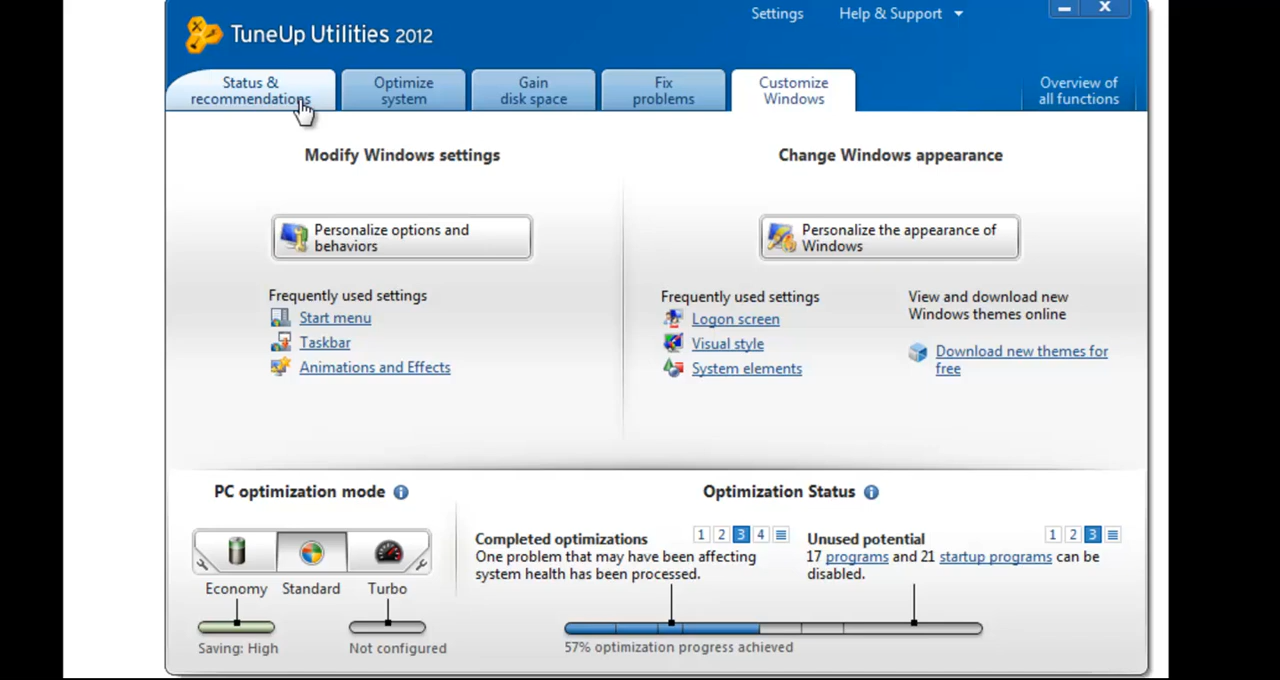 Settings Help & Support
TuneUp Utilities 2012
Status &
recommendations
Optimize
system
Gain
disk space
Fix
problems
Customize
Windows
Overview of
all functions
Modify Windows settings
Personalize options and
behaviors
Frequently used settings
Start menu
Taskbar
Animations and Effects
Change Windows appearance
Personalize the appearance of
Windows
Frequently used settings
Logon screen
Visual style
System elements
View and download new
Windows themes online
Download new themes for
free
PC optimization mode
Economy Standard Turbo
Saving: High Not configured
Optimization Status
Completed optimizations 1 2 3 4
One problem that may have been affecting
system health has been processed.
Unused potential 1 2 3
17 programs and 21 startup programs can be
disabled.
57% optimization progress achieved